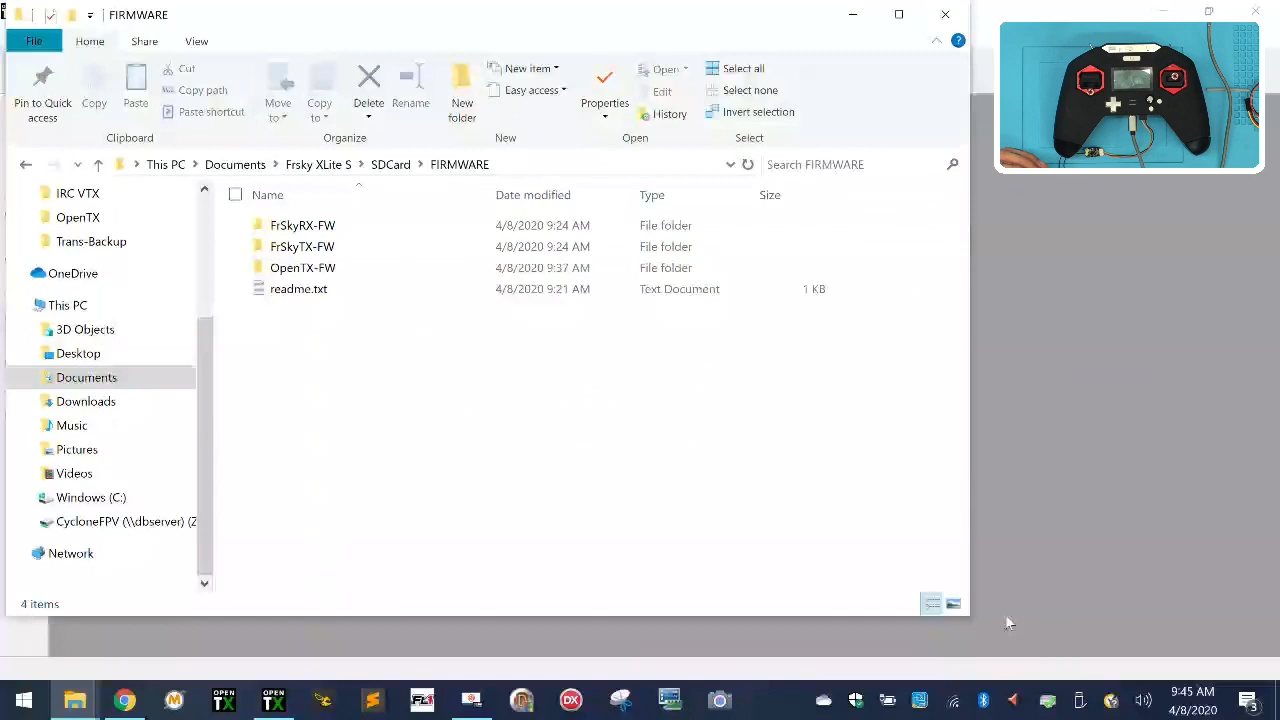 FIRMWARE
File Home Share View
Pin to Quick access
Copy
Paste
Cut
Copy path
Paste shortcut
Clipboard
Move to
Copy to
Delete
Rename
Organize
New folder
New item
Easy access
New
Properties
Open
Edit
History
Open
Select all
Select none
Invert selection
Select
This PC Documents Frsky XLite S SDCard FIRMWARE
Search FIRMWARE
IRC VTX
OpenTX
Trans-Backup
OneDrive
This PC
3D Objects
Desktop
Documents
Downloads
Music
Pictures
Videos
Windows (C:)
CycloneFPV (\\dbserver) (Z
Network
Name Date modified Type Size
FrSkyRX-FW 4/8/2020 9:24 AM File folder
FrSkyTX-FW 4/8/2020 9:24 AM File folder
OpenTX-FW 4/8/2020 9:37 AM File folder
readme.txt 4/8/2020 9:21 AM Text Document 1 KB
4 items
OPEN TX
OPEN TX
DX
9:45 AM
4/8/2020
3